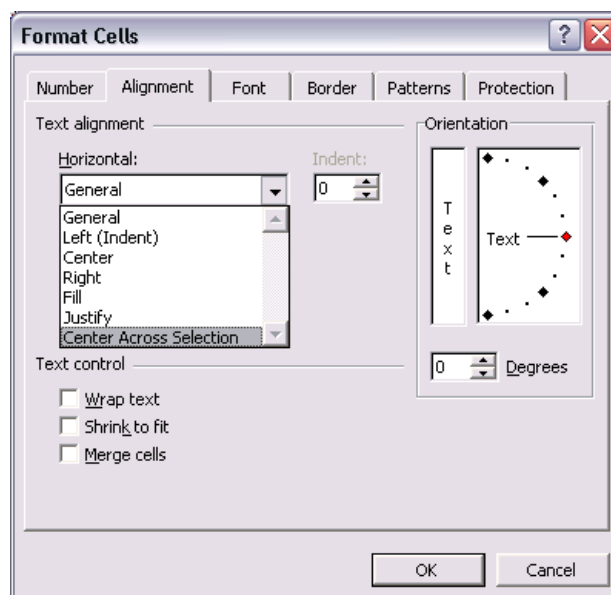 Format Cells
Number Alignment Font Border Patterns Protection
Text alignment
Horizontal:
Indent:
General
0
General
Left (Indent)
Center
Right
Fill
Justify
Center Across Selection
Text control
Wrap text
Shrink to fit
Merge cells
Orientation
Text
Text
0 Degrees
OK Cancel